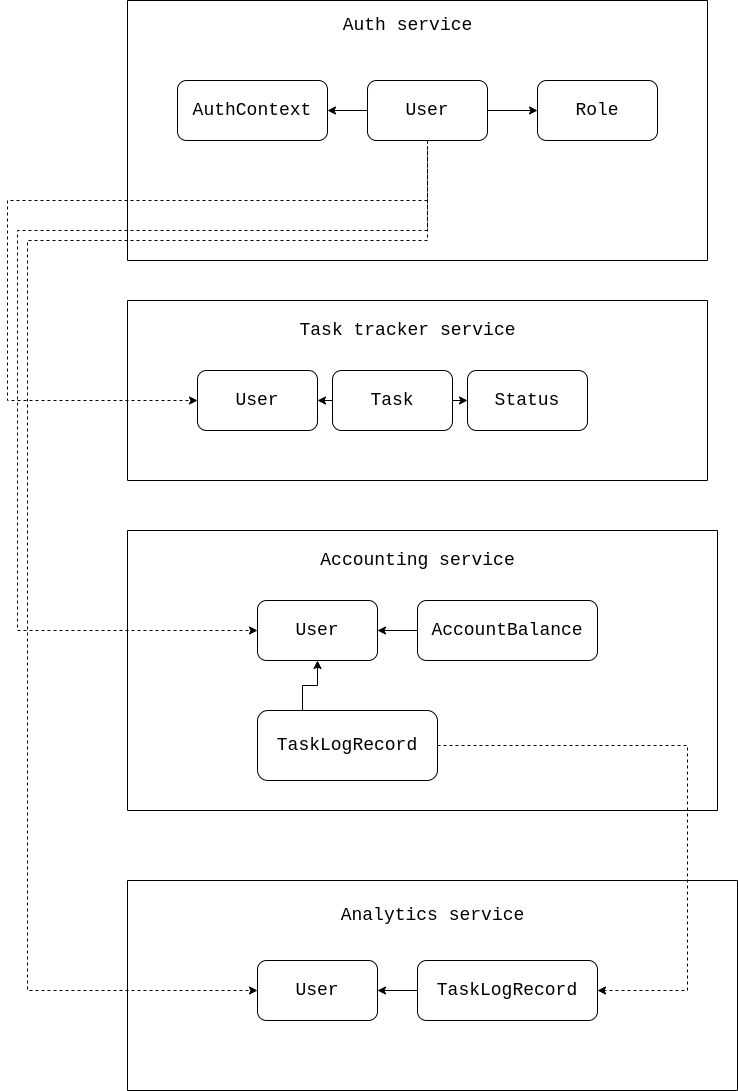 Auth service
AuthContext
User
Role
Task tracker service
User
Task
Status
Accounting service
User
AccountBalance
TaskLogRecord
Analytics service
User
TaskLogRecord